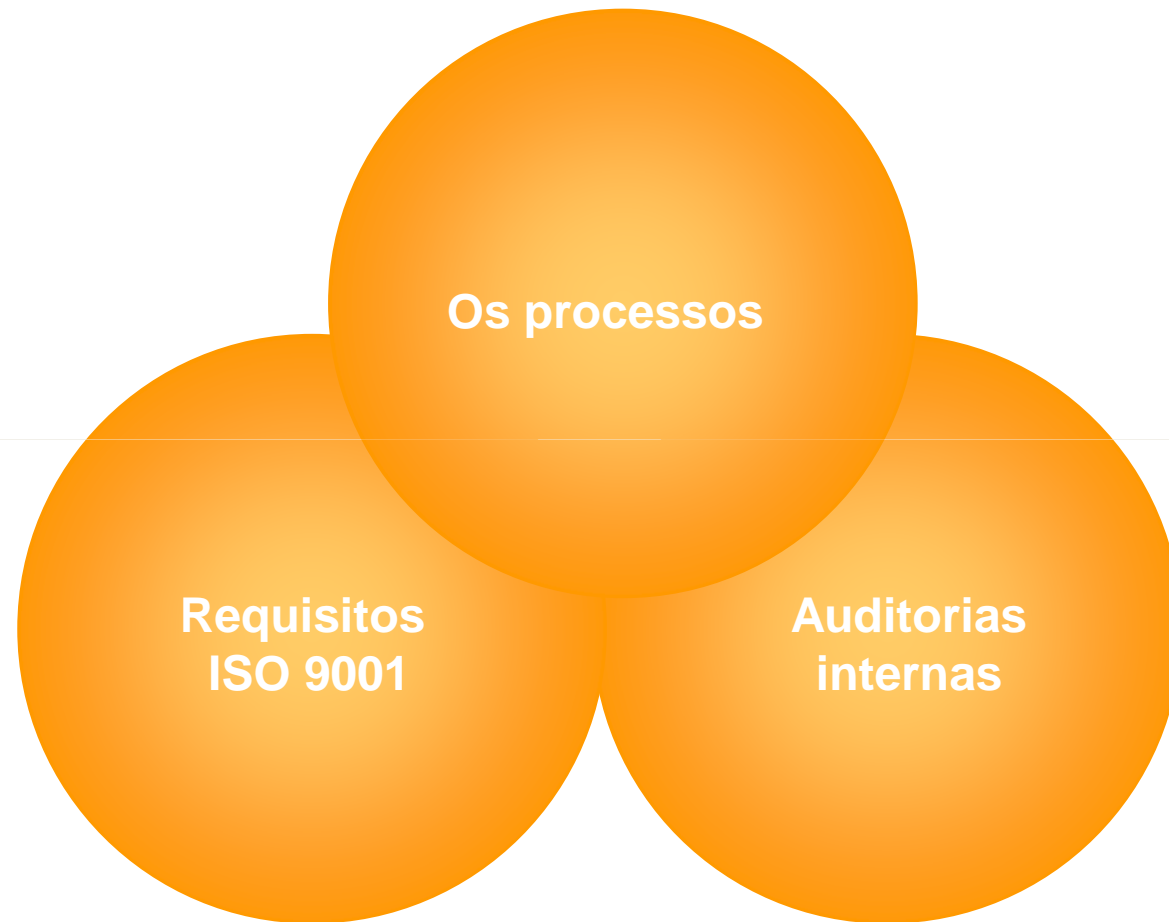 Os processos
Requisitos
ISO 9001
Auditorias
internas